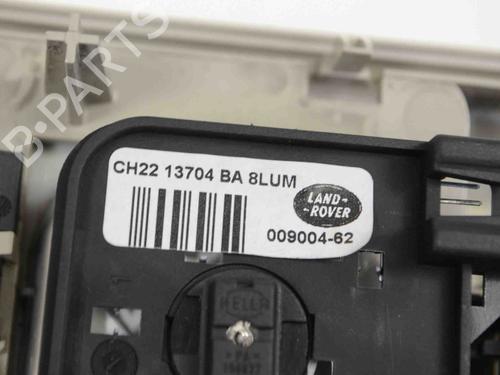 B-PARTS
CH22 13704 BA 8LUM
LAND-
-ROVER
009004-62
HELLA